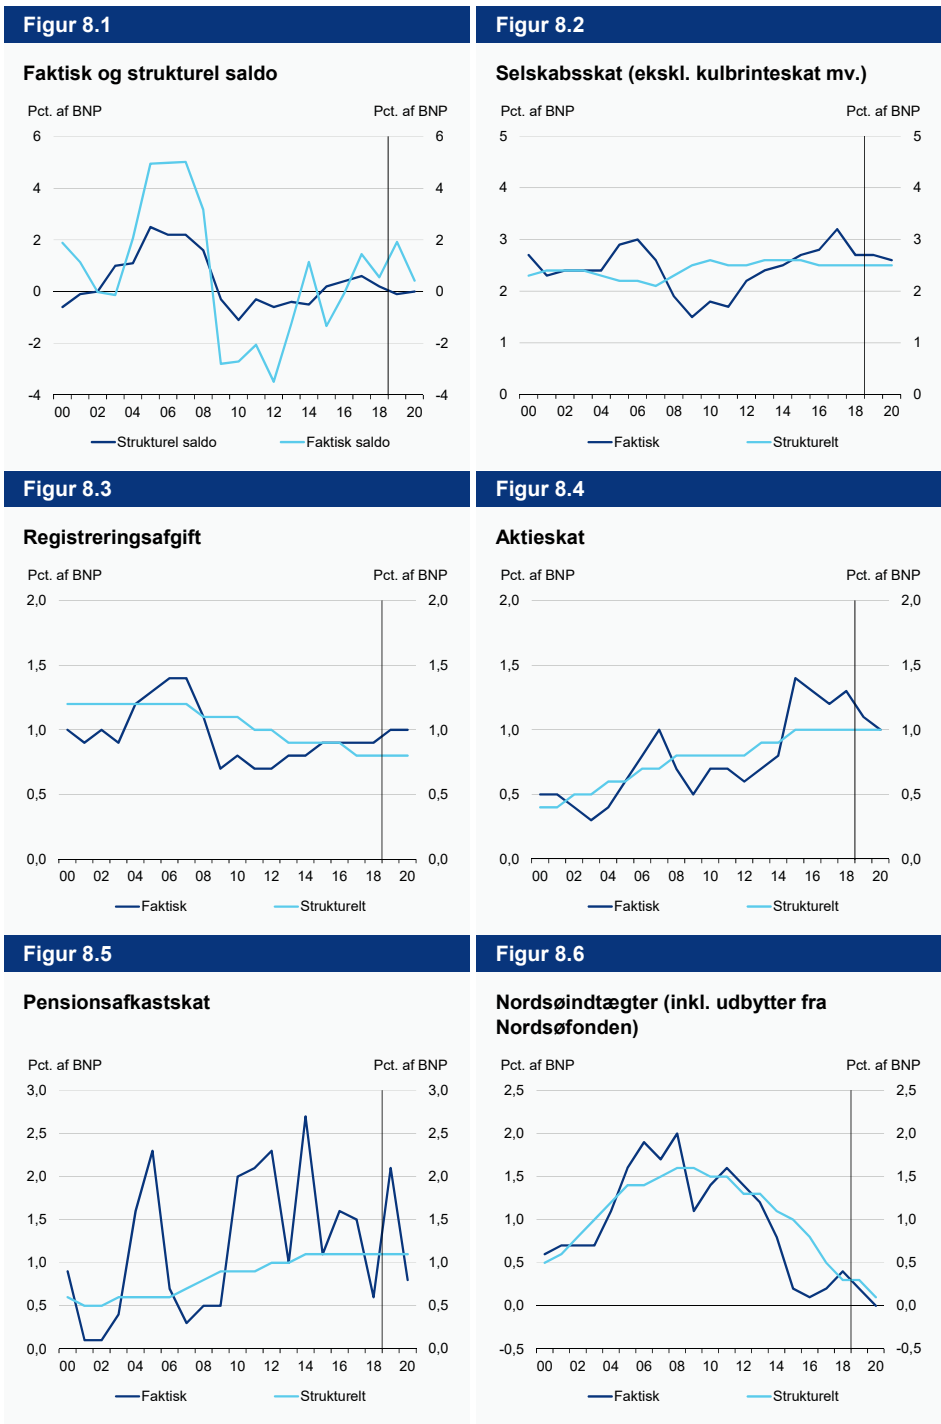 Figur 8.1
Faktisk og strukturel saldo
Pct. af BNP Pct. af BNP
6 6
4 4
2 2
0 0
-2 -2
-4 -4
00 02 04 06 08 10 12 14 16 18 20
Strukturel saldo Faktisk saldo
Figur 8.2
Selskabsskat (ekskl. kulbrinteskat mv.)
Pct. af BNP Pct. af BNP
5 5
4 4
3 3
2 2
1 1
0 0
00 02 04 06 08 10 12 14 16 18 20
Faktisk Strukturelt
Figur 8.3
Registreringsafgift
Pct. af BNP Pct. af BNP
2,0 2,0
1,5 1,5
1,0 1,0
0,5 0,5
0,0 0,0
00 02 04 06 08 10 12 14 16 18 20
Faktisk Strukturelt
Figur 8.4
Aktieskat
Pct. af BNP Pct. af BNP
2,0 2,0
1,5 1,5
1,0 1,0
0,5 0,5
0,0 0,0
00 02 04 06 08 10 12 14 16 18 20
Faktisk Strukturelt
Figur 8.5
Pensionsafkastskat
Pct. af BNP Pct. af BNP
3,0 3,0
2,5 2,5
2,0 2,0
1,5 1,5
1,0 1,0
0,5 0,5
0,0 0,0
00 02 04 06 08 10 12 14 16 18 20
Faktisk Strukturelt
Figur 8.6
Nordsøindtægter (inkl. udbytter fra
Nordsøfonden)
Pct. af BNP Pct. af BNP
2,5 2,5
2,0 2,0
1,5 1,5
1,0 1,0
0,5 0,5
0,0 0,0
-0,5 -0,5
00 02 04 06 08 10 12 14 16 18 20
Faktisk Strukturelt